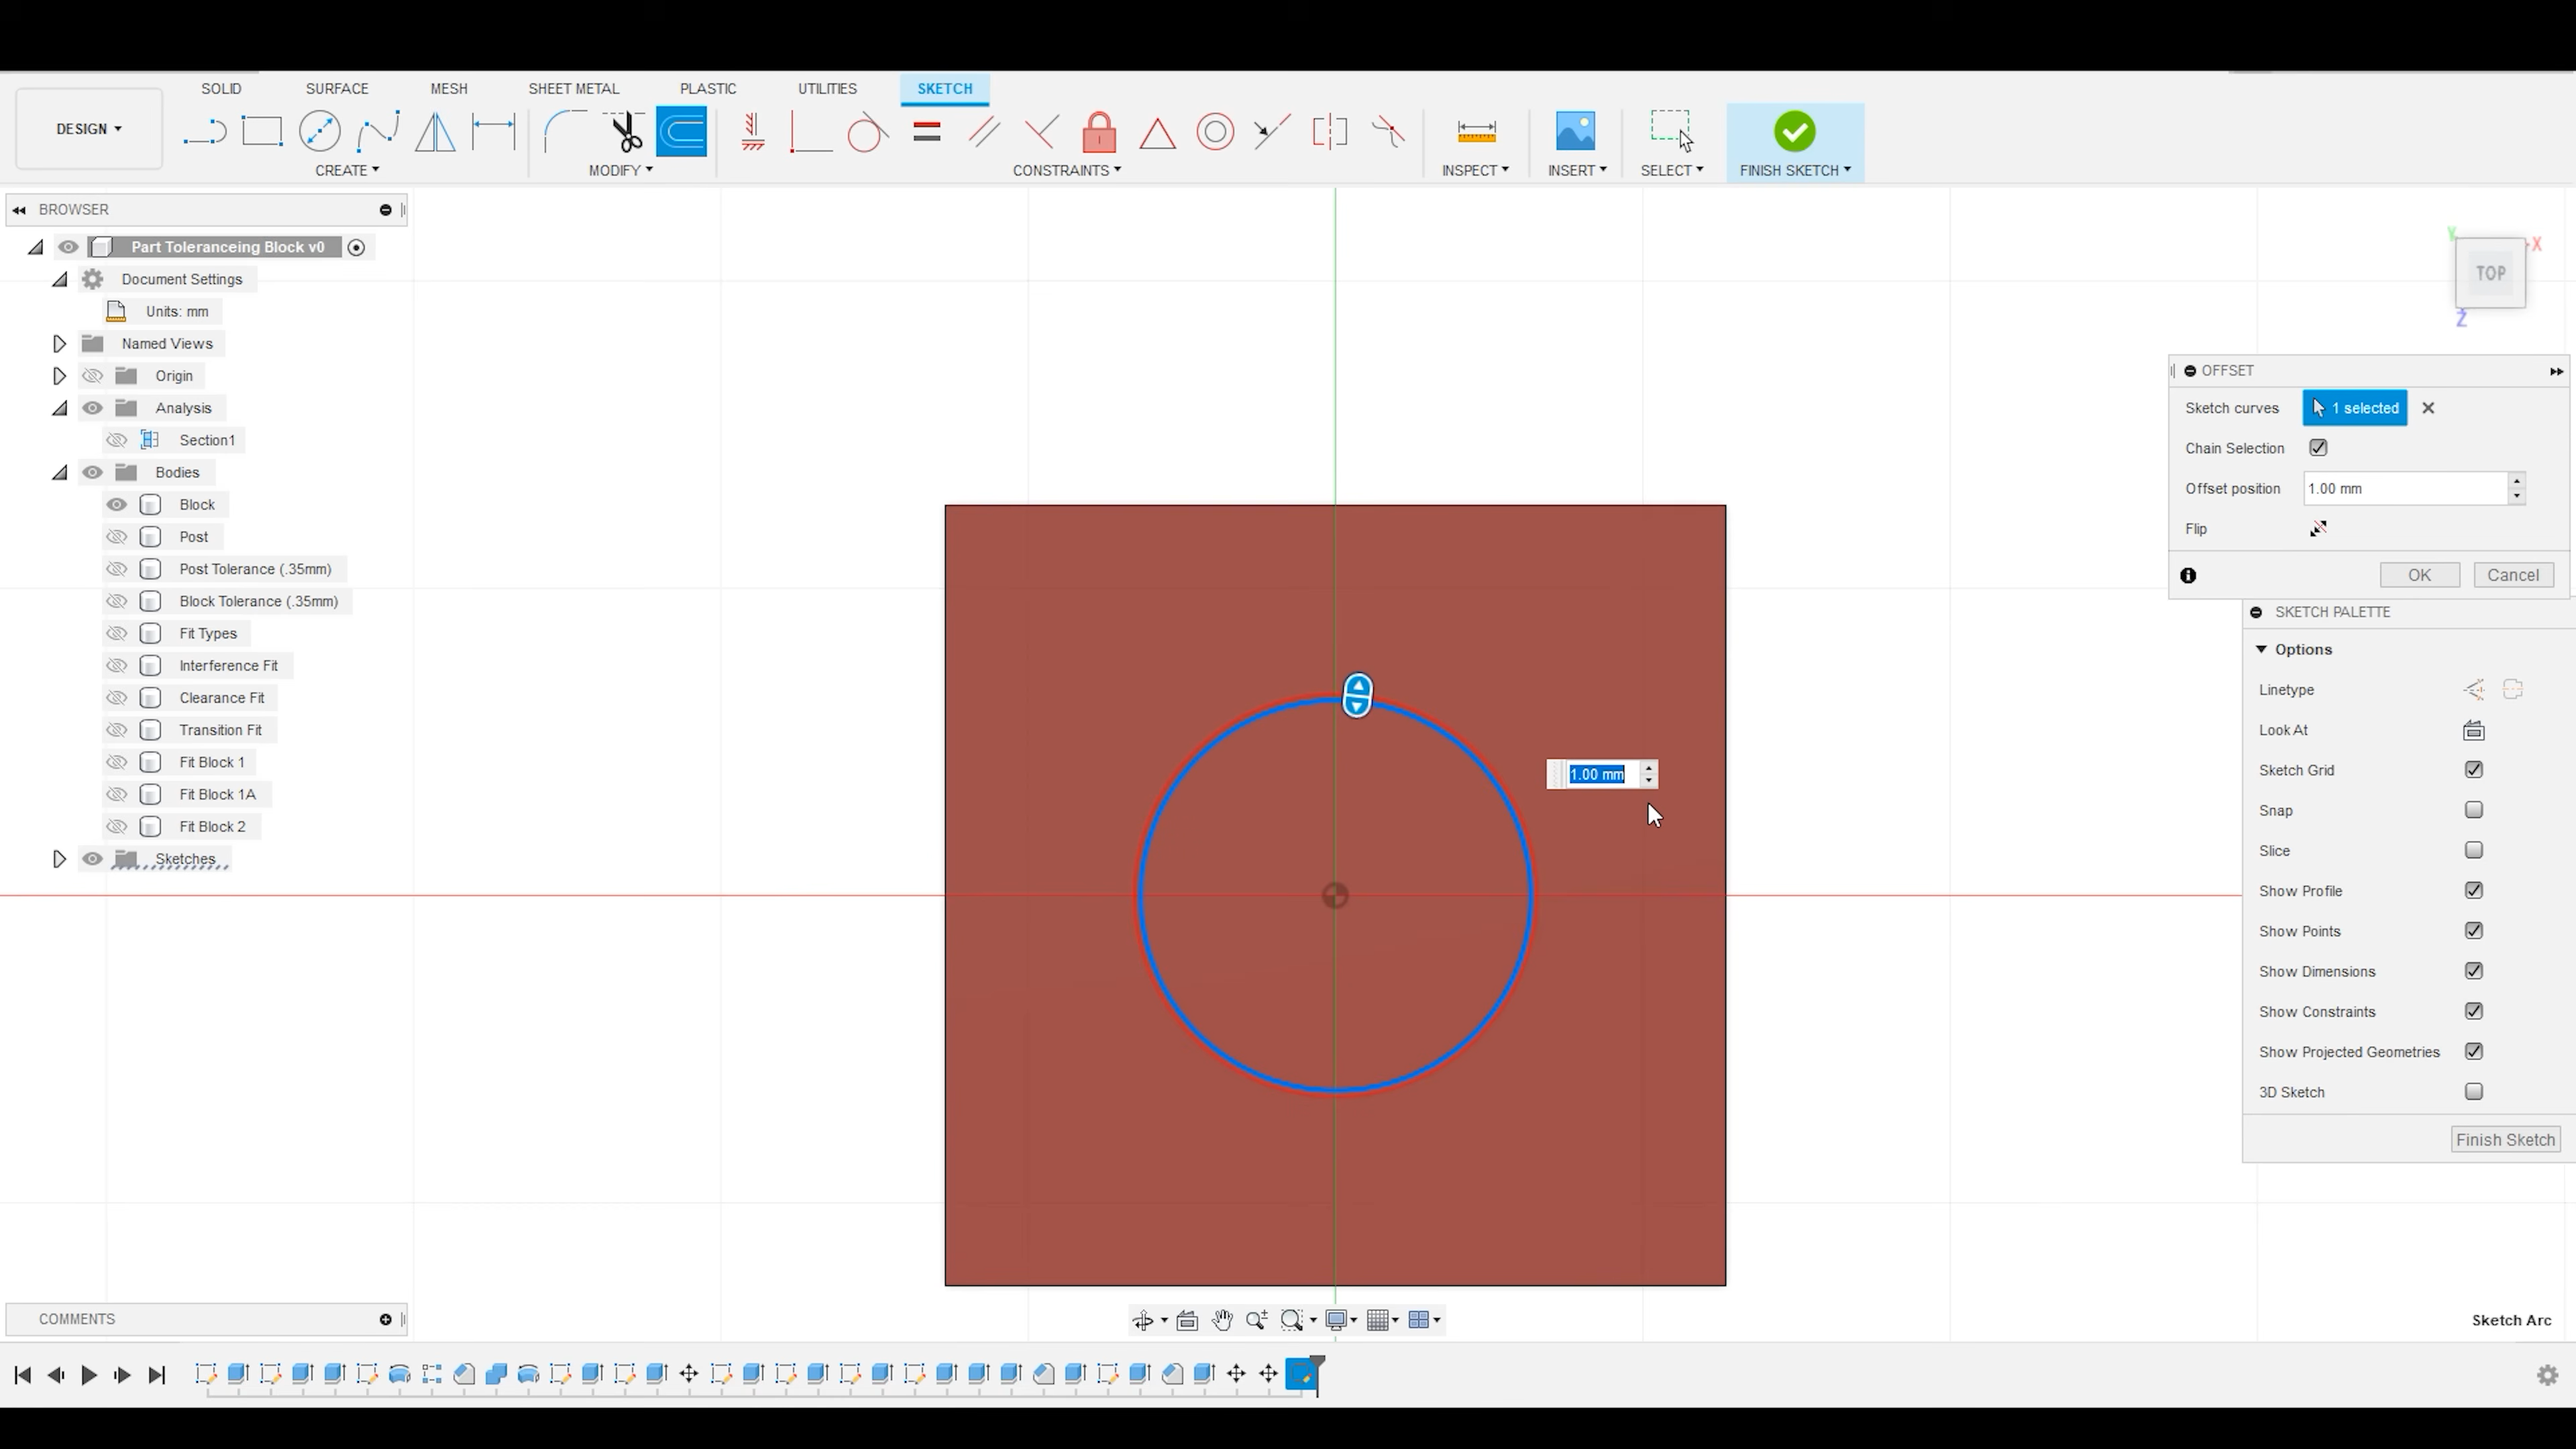 SOLID SURFACE MESH SHEET METAL PLASTIC UTILITIES SKETCH
DESIGN
CREATE MODIFY CONSTRAINTS INSPECT INSERT SELECT FINISH SKETCH
BROWSER
Part Toleranceing Block v0
Document Settings
Units: mm
Named Views
Origin
Analysis
Section1
Bodies
Block
Post
Post Tolerance (.35mm)
Block Tolerance (.35mm)
Fit Types
Interference Fit
Clearance Fit
Transition Fit
Fit Block 1
Fit Block 1A
Fit Block 2
Sketches
1.00 mm
Y
X
TOP
Z
OFFSET
Sketch curves 1 selected
Chain Selection
Offset position 1.00 mm
Flip
OK Cancel
SKETCH PALETTE
Options
Linetype
Look At
Sketch Grid
Snap
Slice
Show Profile
Show Points
Show Dimensions
Show Constraints
Show Projected Geometries
3D Sketch
Finish Sketch
COMMENTS
Sketch Arc